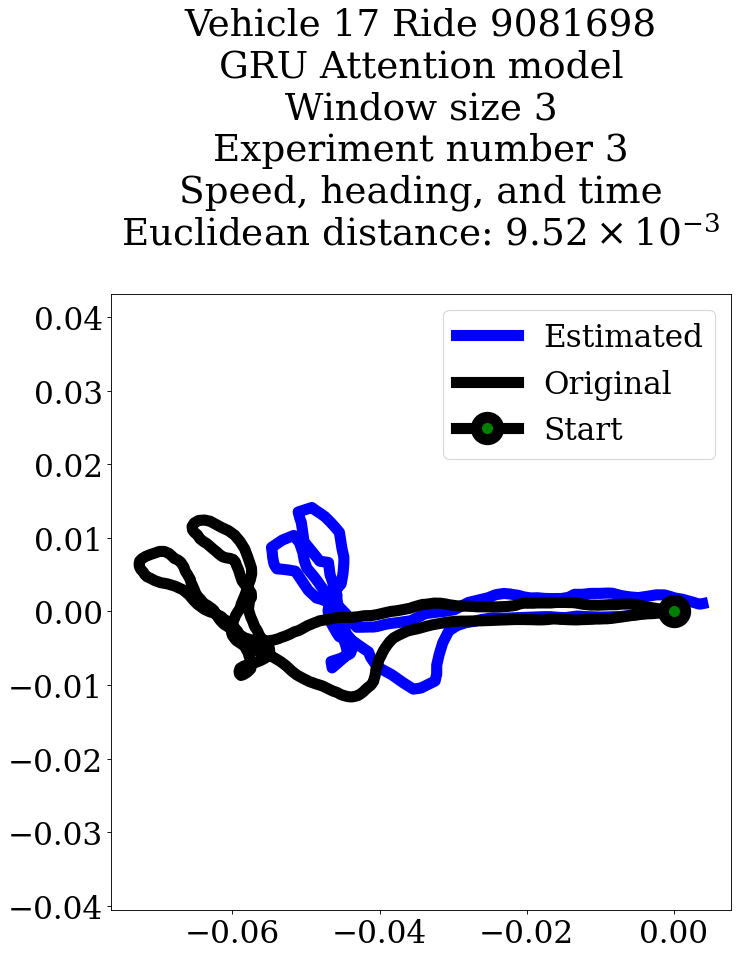 Vehicle 17 Ride 9081698
GRU Attention model
Window size 3
Experiment number 3
Speed, heading, and time
Euclidean distance: 9.52 × 10⁻³
Estimated
Original
Start
0.04
0.03
0.02
0.01
0.00
−0.01
−0.02
−0.03
−0.04
−0.06
−0.04
−0.02
0.00